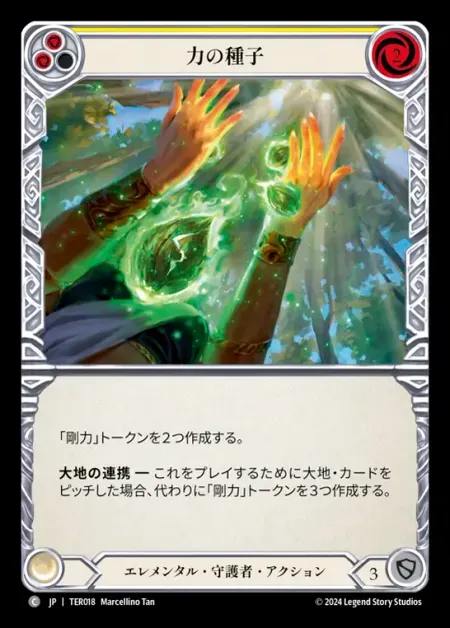 力の種子
2
「剛力」トークンを2つ作成する。
大地の連携 ー これをプレイするために大地・カードを
ピッチした場合、代わりに「剛力」トークンを3つ作成する。
エレメンタル・守護者・アクション
3
C JP | TER018 Marcellino Tan
© 2024 Legend Story Studios